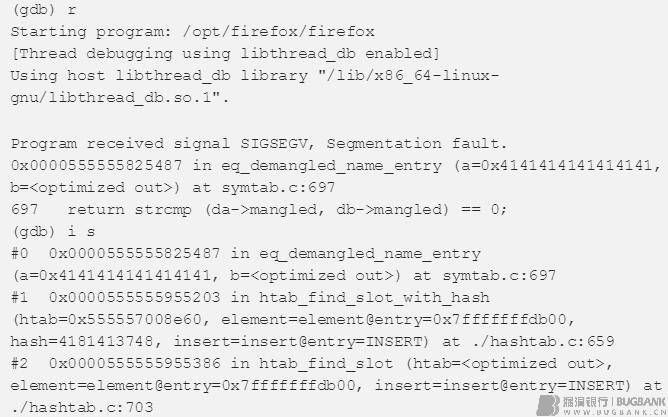 (gdb) r
Starting program: /opt/firefox/firefox
[Thread debugging using libthread_db enabled]
Using host libthread_db library "/lib/x86_64-linux-
gnu/libthread_db.so.1".
Program received signal SIGSEGV, Segmentation fault.
0x0000555555825487 in eq_demangled_name_entry (a=0x4141414141414141,
b=<optimized out>) at symtab.c:697
697   return strcmp (da->mangled, db->mangled) == 0;
(gdb) i s
#0  0x0000555555825487 in eq_demangled_name_entry
(a=0x4141414141414141, b=<optimized out>) at symtab.c:697
#1  0x0000555555955203 in htab_find_slot_with_hash
(htab=0x555557008e60, element=element@entry=0x7fffffffdb00,
hash=4181413748, insert=insert@entry=INSERT) at ./hashtab.c:659
#2  0x0000555555955386 in htab_find_slot (htab=<optimized out>,
element=element@entry=0x7fffffffdb00, insert=insert@entry=INSERT) at
./hashtab.c:703
漏洞银行 | BUGBANK
WWW.BUGBANK.CN